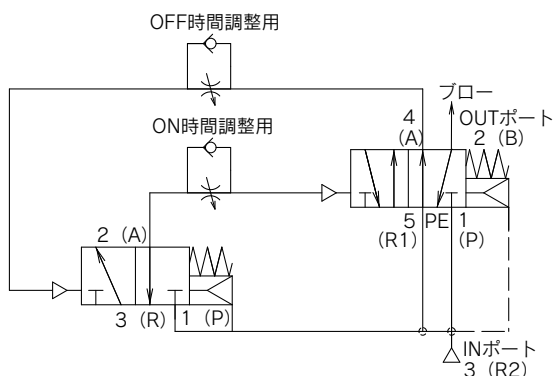 OFF時間調整用
ブロー
4
(A)
OUTポート
2 (B)
ON時間調整用
5 PE 1
(R1) (P)
2 (A)
3 (R) 1 (P)
INポート
3 (R2)